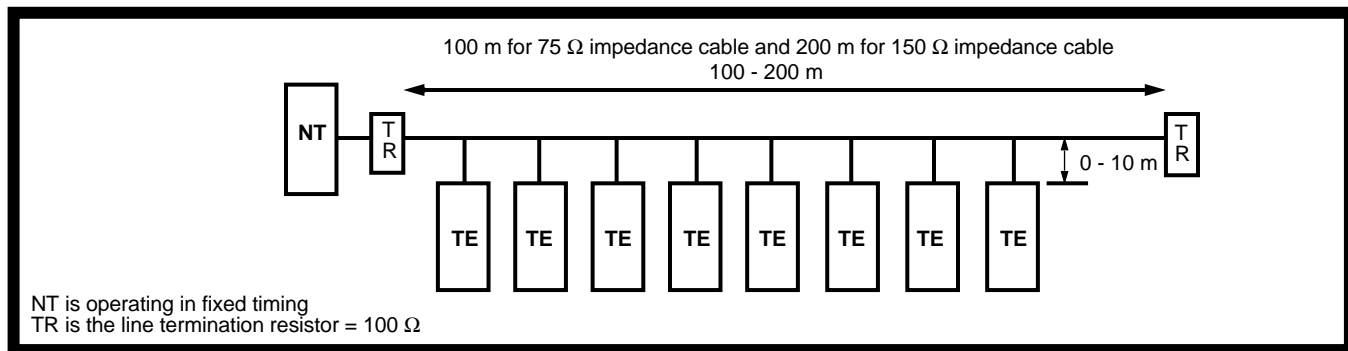 100 m for 75 Ω impedance cable and 200 m for 150 Ω impedance cable
100 - 200 m
NT
T
R
T
R
0 - 10 m
TE
TE
TE
TE
TE
TE
TE
TE
NT is operating in fixed timing
TR is the line termination resistor = 100 Ω